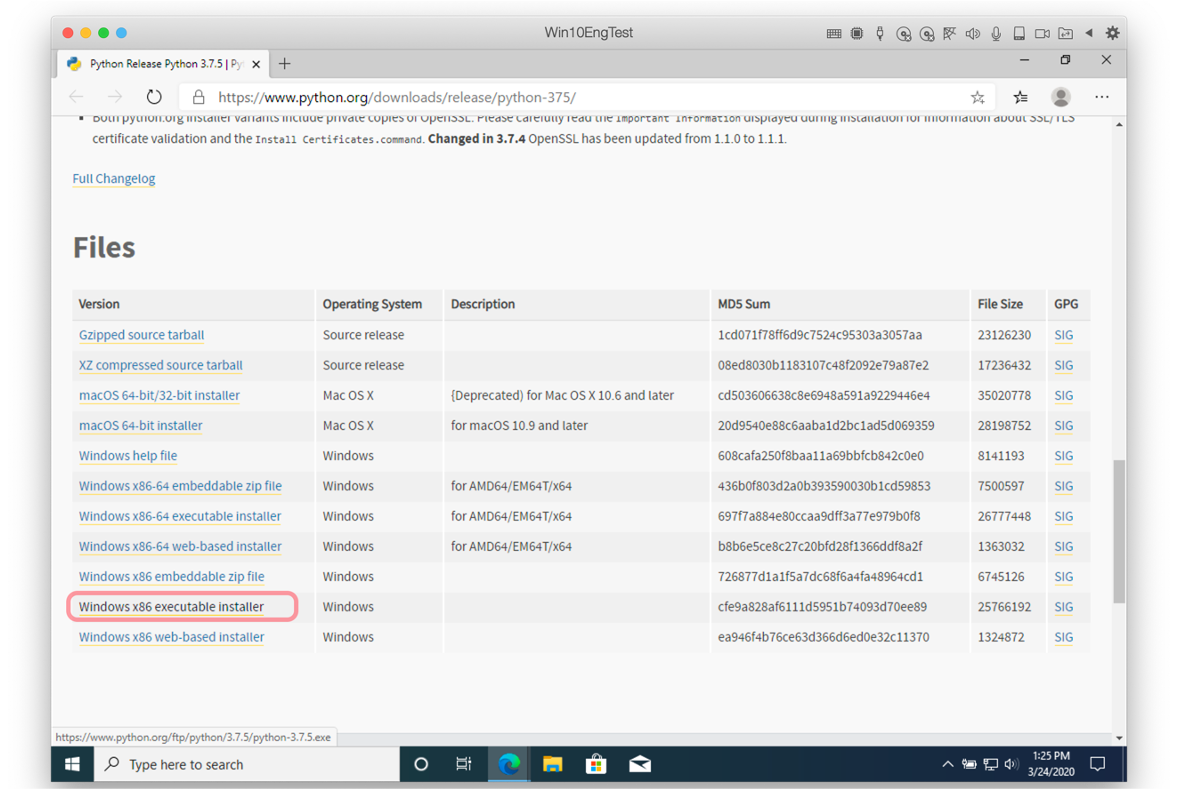 Win10EngTest
Python Release Python 3.7.5 | Py
https://www.python.org/downloads/release/python-375/
Both python.org installer variants include private copies of OpenSSL. Please carefully read the Important Information displayed during installation for information about SSL/TLS
certificate validation and the Install Certificates.command. Changed in 3.7.4 OpenSSL has been updated from 1.1.0 to 1.1.1.
Full Changelog
Files
Version Operating System Description MD5 Sum File Size GPG
Gzipped source tarball Source release 1cd071f78ff6d9c7524c95303a3057aa 23126230 SIG
XZ compressed source tarball Source release 08ed8030b1183107c48f2092e79a87e2 17236432 SIG
macOS 64-bit/32-bit installer Mac OS X {Deprecated) for Mac OS X 10.6 and later cd503606638c8e6948a591a9229446e4 35020778 SIG
macOS 64-bit installer Mac OS X for macOS 10.9 and later 20d9540e88c6aaba1d2bc1ad5d069359 28198752 SIG
Windows help file Windows 608cafa250f8baa11a69bbfcb842c0e0 8141193 SIG
Windows x86-64 embeddable zip file Windows for AMD64/EM64T/x64 436b0f803d2a0b393590030b1cd59853 7500597 SIG
Windows x86-64 executable installer Windows for AMD64/EM64T/x64 697f7a884e80ccaa9dff3a77e979b0f8 26777448 SIG
Windows x86-64 web-based installer Windows for AMD64/EM64T/x64 b8b6e5ce8c27c20bfd28f1366ddf8a2f 1363032 SIG
Windows x86 embeddable zip file Windows 726877d1a1f5a7dc68f6a4fa48964cd1 6745126 SIG
Windows x86 executable installer Windows cfe9a828af6111d5951b74093d70ee89 25766192 SIG
Windows x86 web-based installer Windows ea946f4b76ce63d366d6ed0e32c11370 1324872 SIG
https://www.python.org/ftp/python/3.7.5/python-3.7.5.exe
Type here to search
1:25 PM
3/24/2020